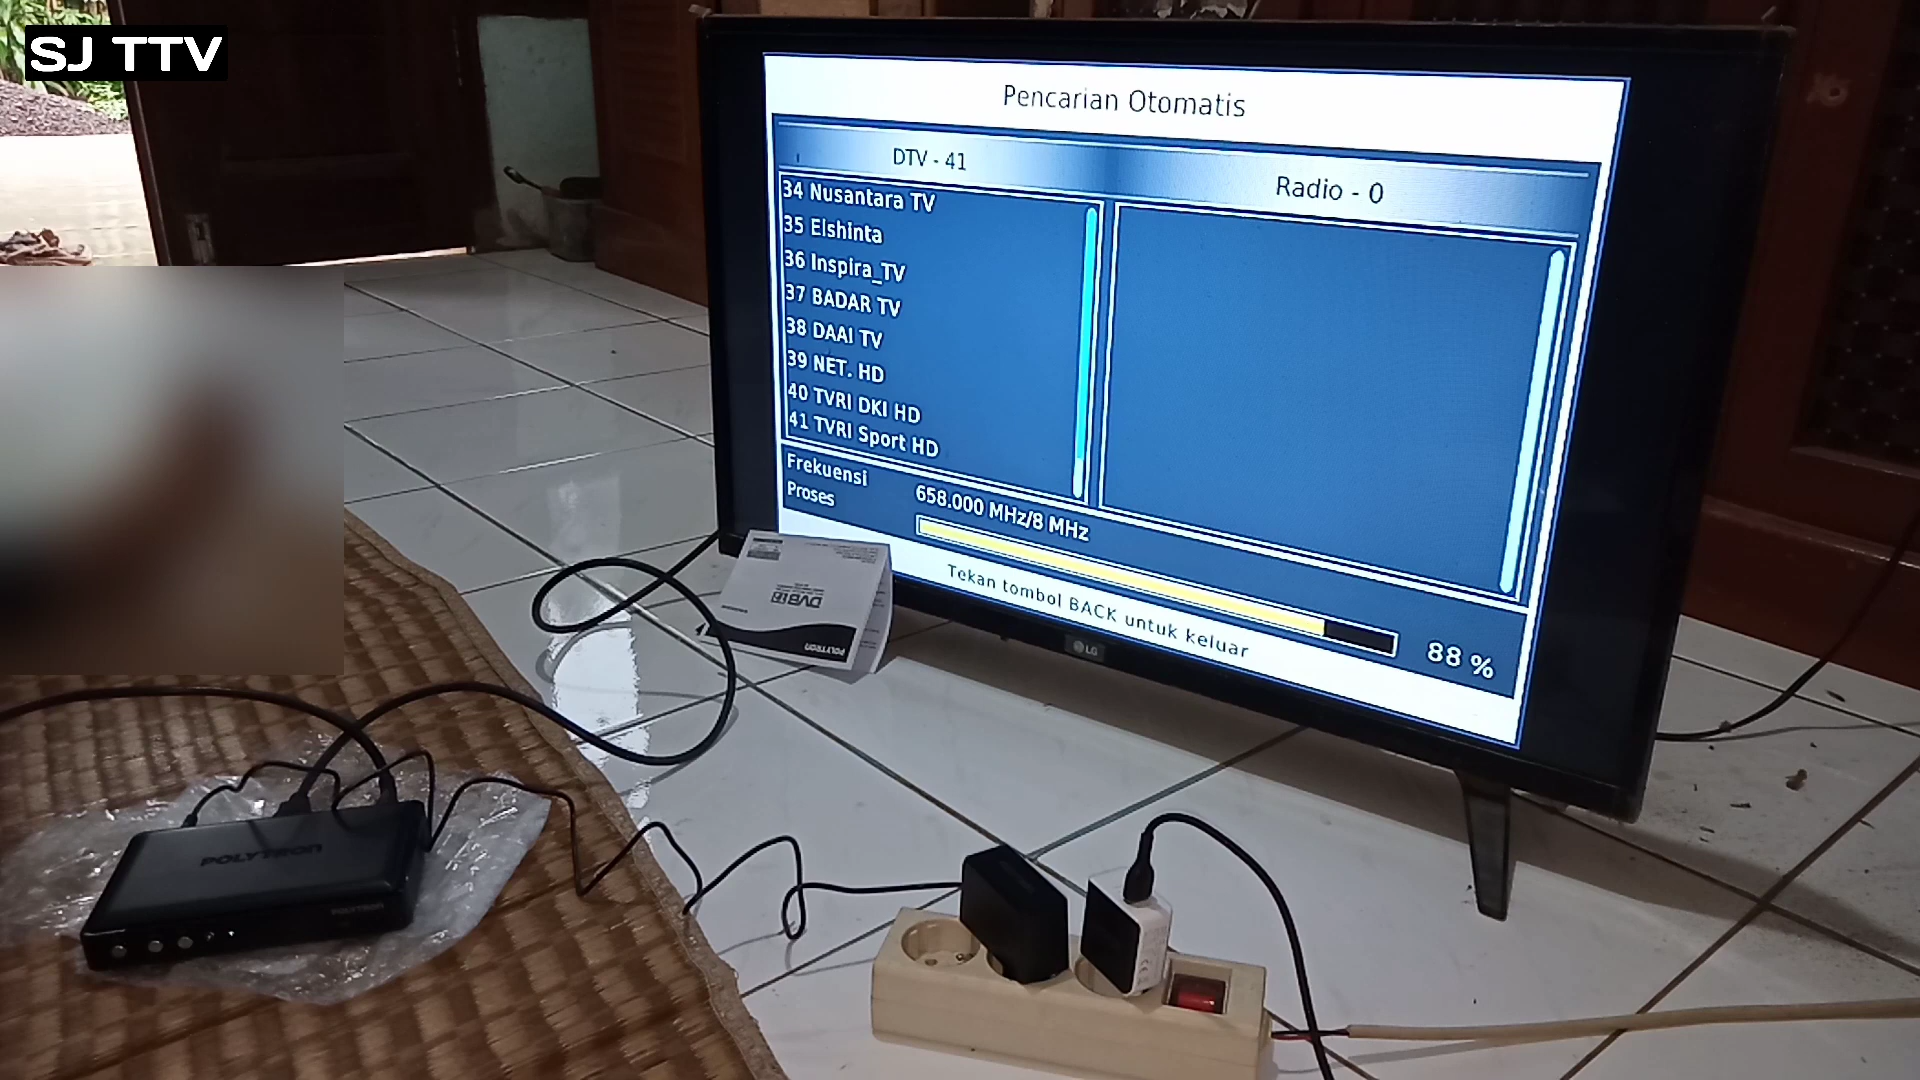 SJ TTV
Pencarian Otomatis
DTV - 41
Radio - 0
34 Nusantara TV
35 Elshinta
36 Inspira_TV
37 BADAR TV
38 DAAI TV
39 NET. HD
40 TVRI DKI HD
41 TVRI Sport HD
Frekuensi 658.000 MHz/8 MHz
Proses
88 %
Tekan tombol BACK untuk keluar
LG
DVB T2
POLYTRON
POLYTRON
POLYTRON